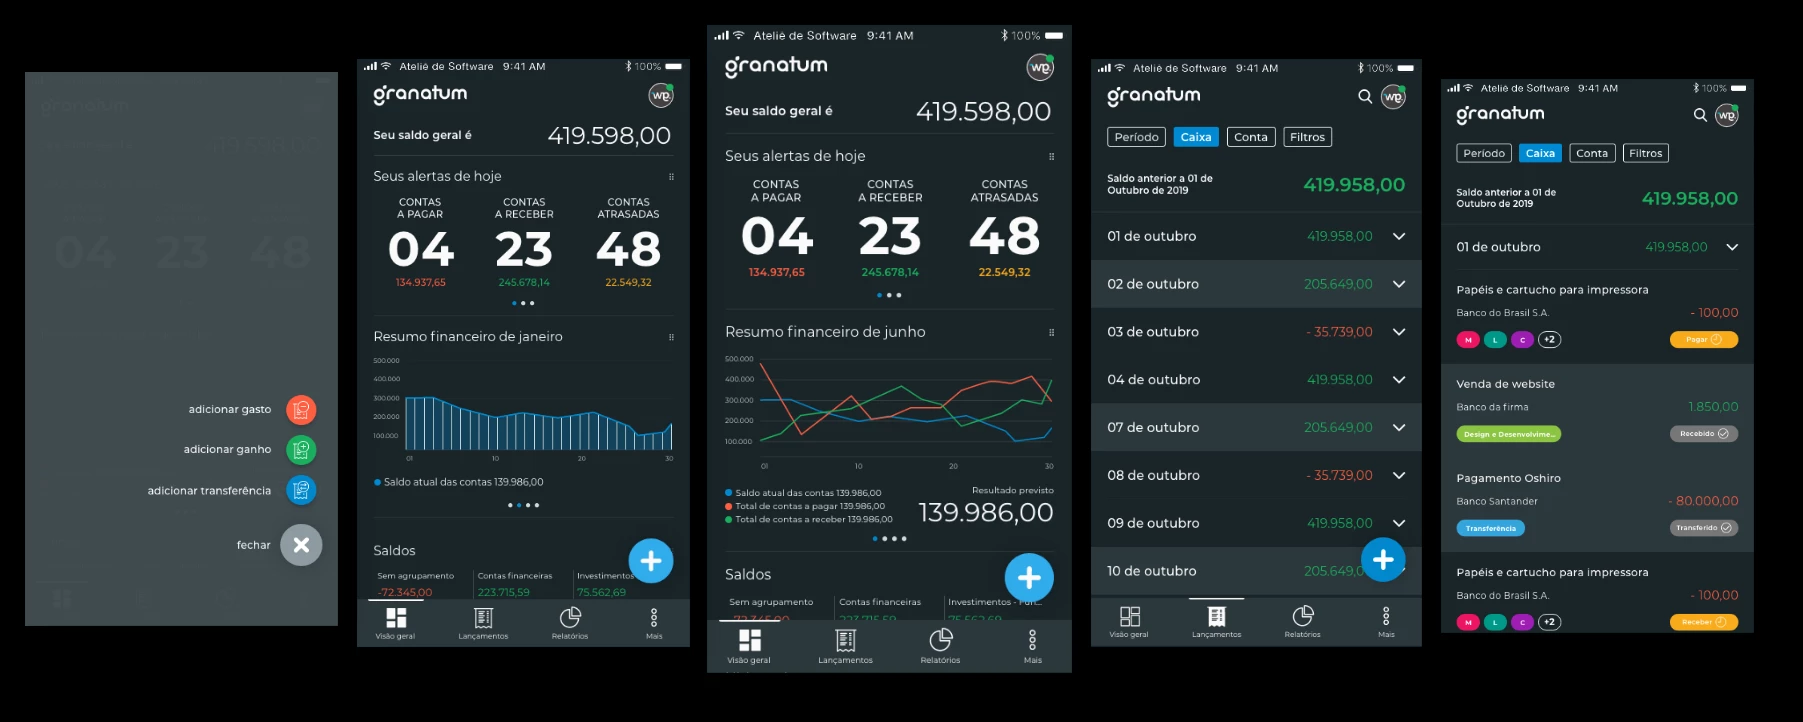 adicionar gasto
adicionar ganho
adicionar transferência
fechar
Ateliê de Software 9:41 AM 100%
granatum
wp
Seu saldo geral é 419.598,00
Seus alertas de hoje
CONTAS A PAGAR
CONTAS A RECEBER
CONTAS ATRASADAS
04 23 48
134.937,65 245.678,14 22.549,32
Resumo financeiro de janeiro
500.000
400.000
300.000
200.000
100.000
01 10 20 30
Saldo atual das contas 139.986,00
Saldos
Sem agrupamento Contas financeiras Investimentos
-72.345,00 223.715,59 75.562,69
Visão geral Lançamentos Relatórios Mais
Ateliê de Software 9:41 AM 100%
granatum
wp
Seu saldo geral é 419.598,00
Seus alertas de hoje
CONTAS A PAGAR
CONTAS A RECEBER
CONTAS ATRASADAS
04 23 48
134.937,65 245.678,14 22.549,32
Resumo financeiro de junho
500.000
400.000
300.000
200.000
100.000
01 10 20 30
Saldo atual das contas 139.986,00
Total de contas a pagar 139.986,00
Total de contas a receber 139.986,00
Resultado previsto
139.986,00
Saldos
Sem agrupamento Contas financeiras Investimentos - Fun...
-72.345,00 223.715,59 75.562,69
Visão geral Lançamentos Relatórios Mais
Ateliê de Software 9:41 AM 100%
granatum
wp
Período Caixa Conta Filtros
Saldo anterior a 01 de
Outubro de 2019
419.958,00
01 de outubro 419.958,00
02 de outubro 205.649,00
03 de outubro - 35.739,00
04 de outubro 419.958,00
07 de outubro 205.649,00
08 de outubro - 35.739,00
09 de outubro 419.958,00
10 de outubro 205.649,0
Visão geral Lançamentos Relatórios Mais
Ateliê de Software 9:41 AM 100%
granatum
wp
Período Caixa Conta Filtros
Saldo anterior a 01 de
Outubro de 2019
419.958,00
01 de outubro 419.958,00
Papéis e cartucho para impressora
Banco do Brasil S.A. - 100,00
M L C +2 Pagar
Venda de website
Banco da firma 1.850,00
Design e Desenvolvime... Recebido
Pagamento Oshiro
Banco Santander - 80.000,00
Transferência Transferido
Papéis e cartucho para impressora
Banco do Brasil S.A. - 100,00
M L C +2 Receber